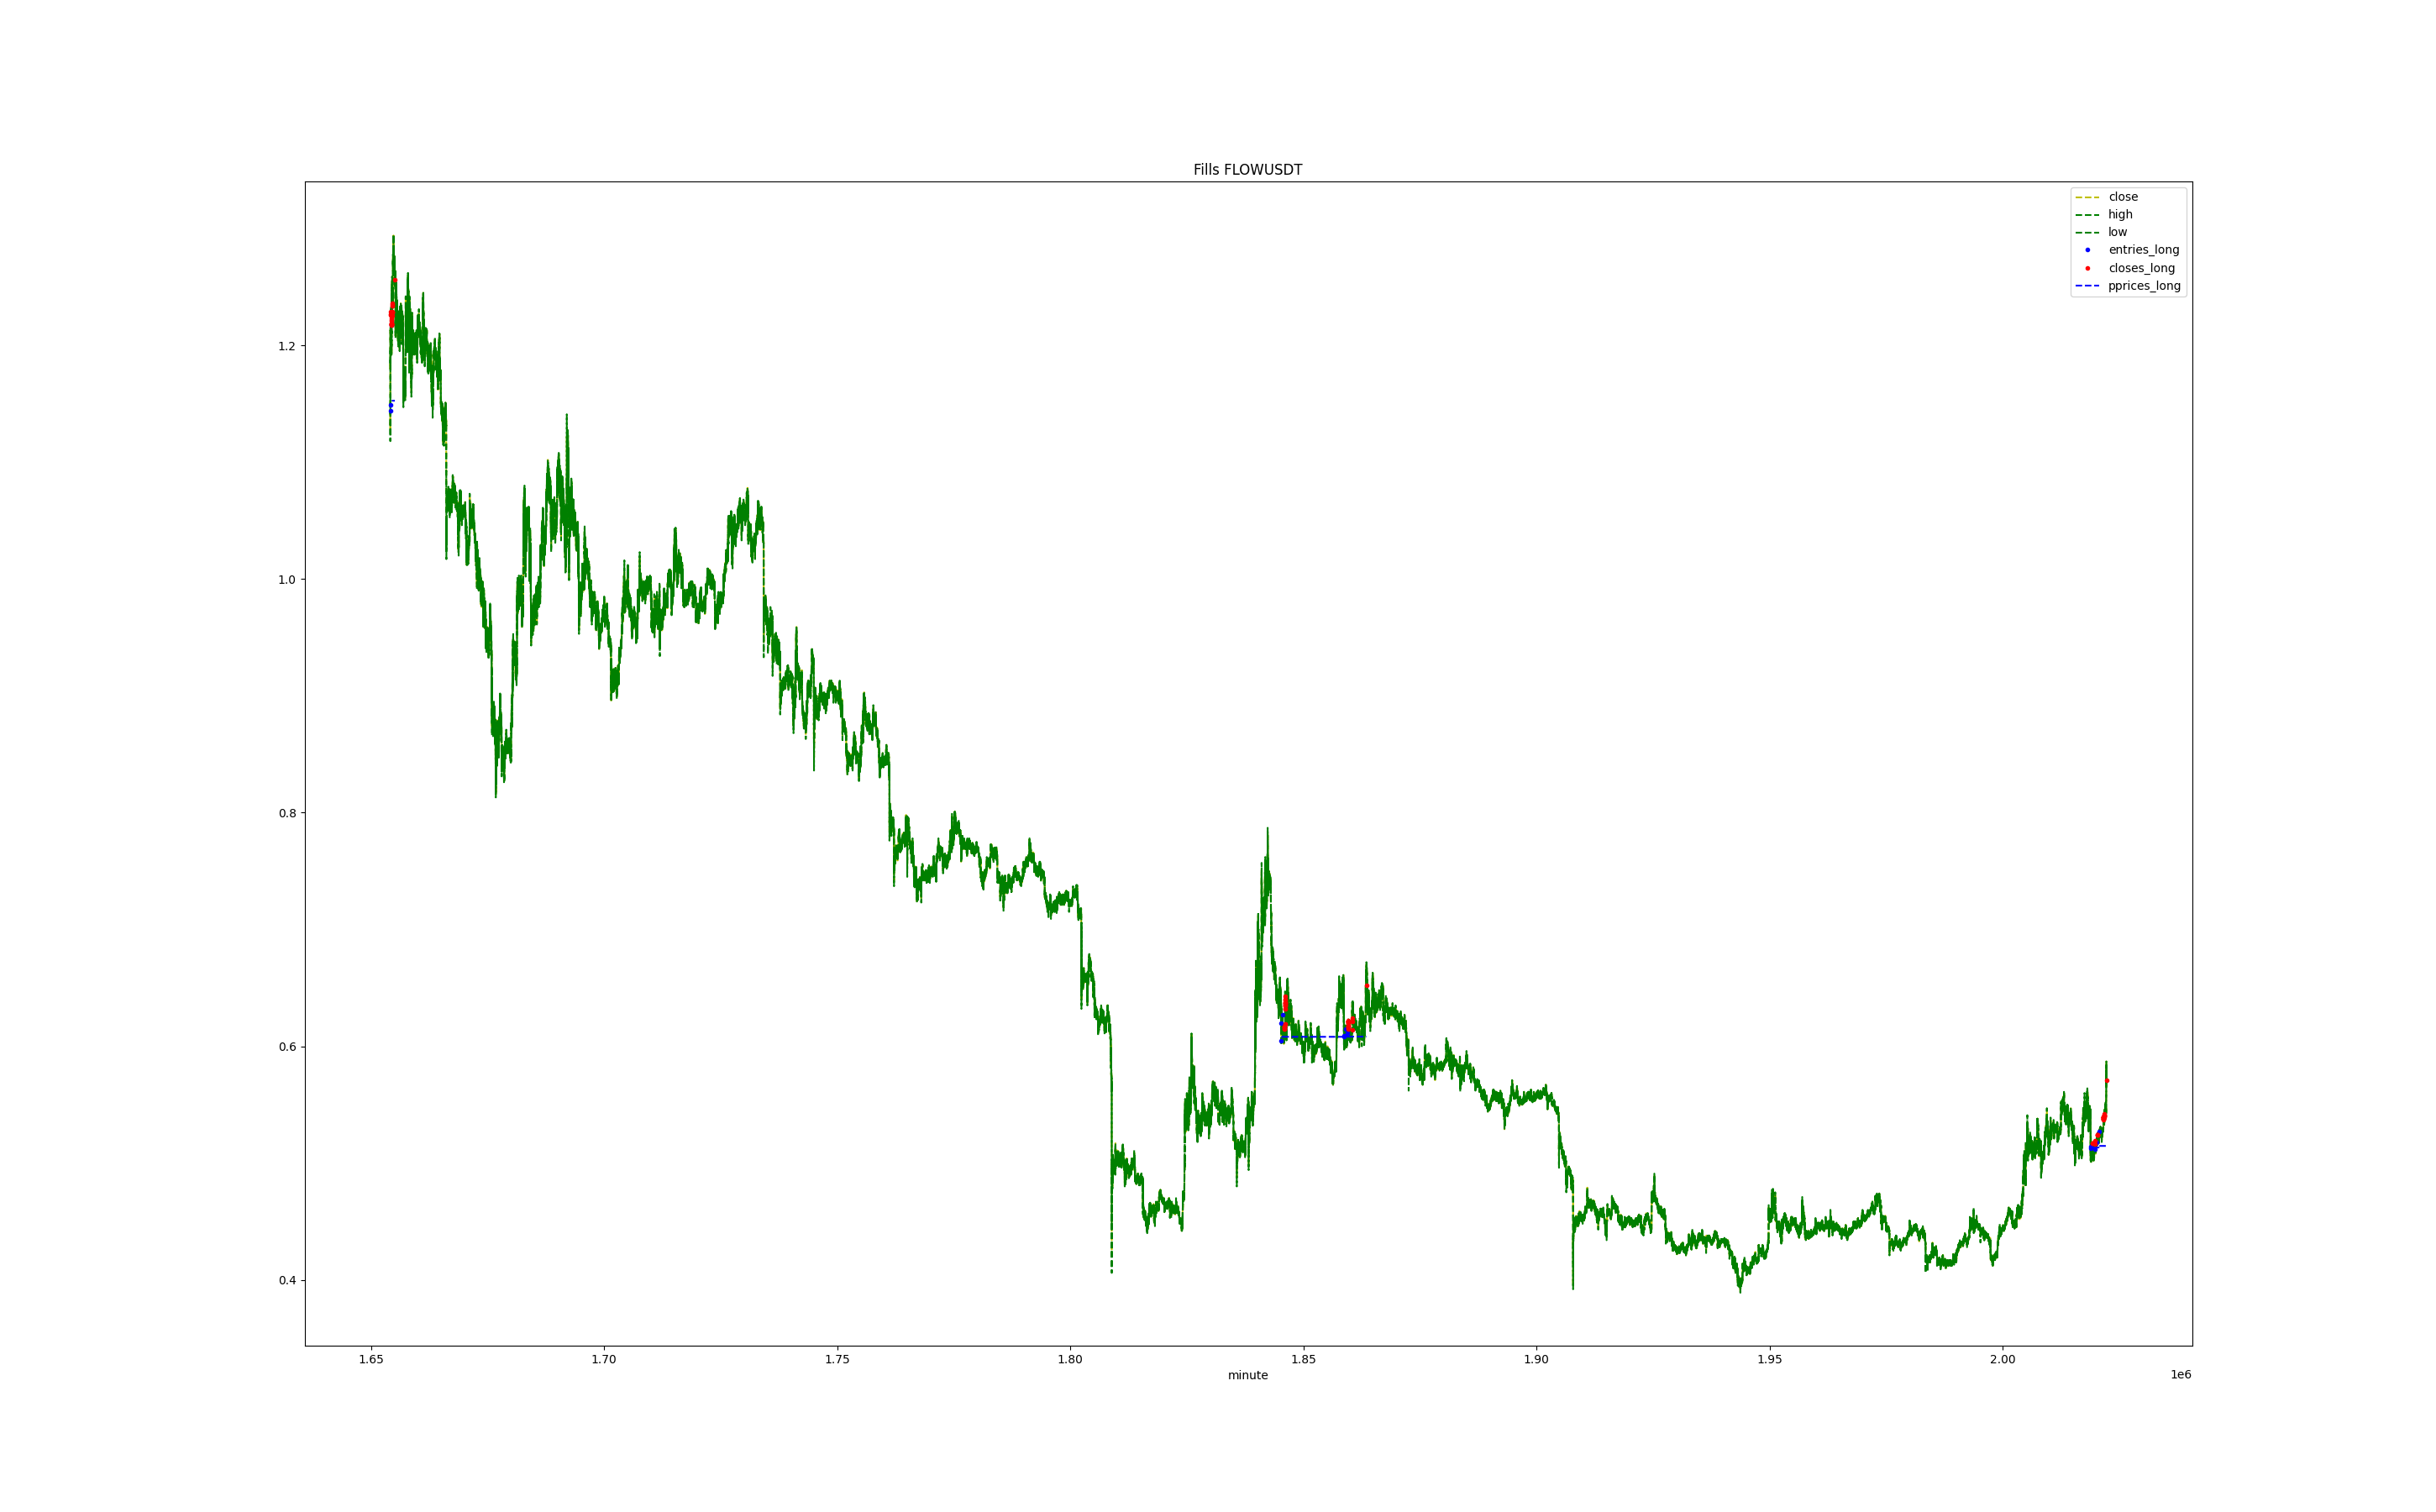 Fills FLOWUSDT
close
high
low
entries_long
closes_long
pprices_long
1.2
1.0
0.8
0.6
0.4
1.65 1.70 1.75 1.80 1.85 1.90 1.95 2.00
minute
1e6